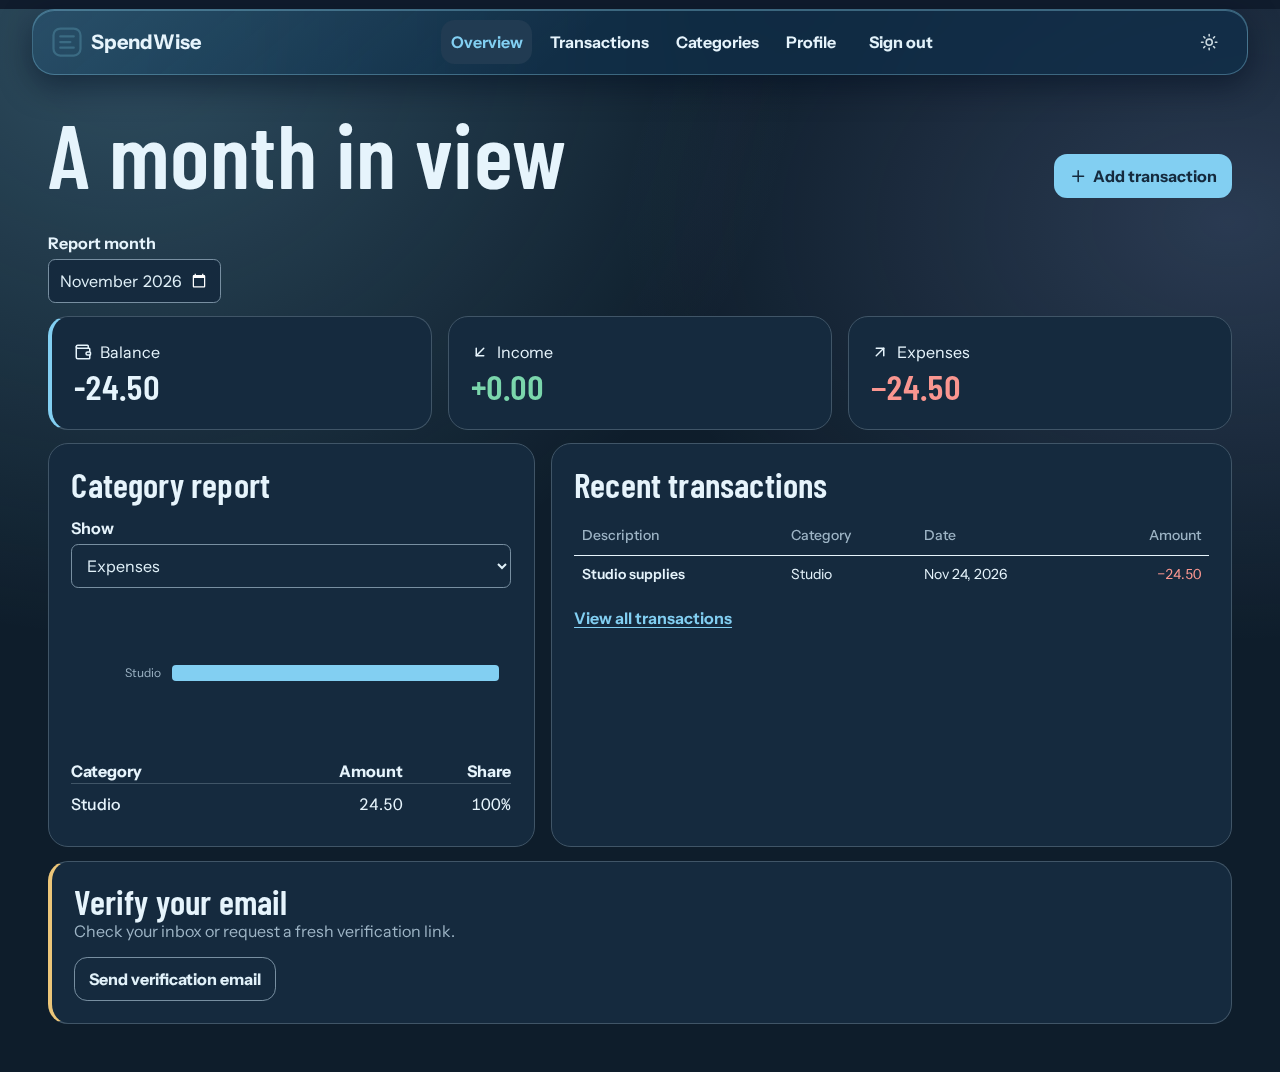 SpendWise
Overview Transactions Categories Profile Sign out
A month in view
Add transaction
Report month
November 2026
Balance
-24.50
Income
+0.00
Expenses
−24.50
Category report
Show
Expenses
Studio
Category Amount Share
Studio 24.50 100%
Recent transactions
Description Category Date Amount
Studio supplies Studio Nov 24, 2026 −24.50
View all transactions
Verify your email
Check your inbox or request a fresh verification link.
Send verification email